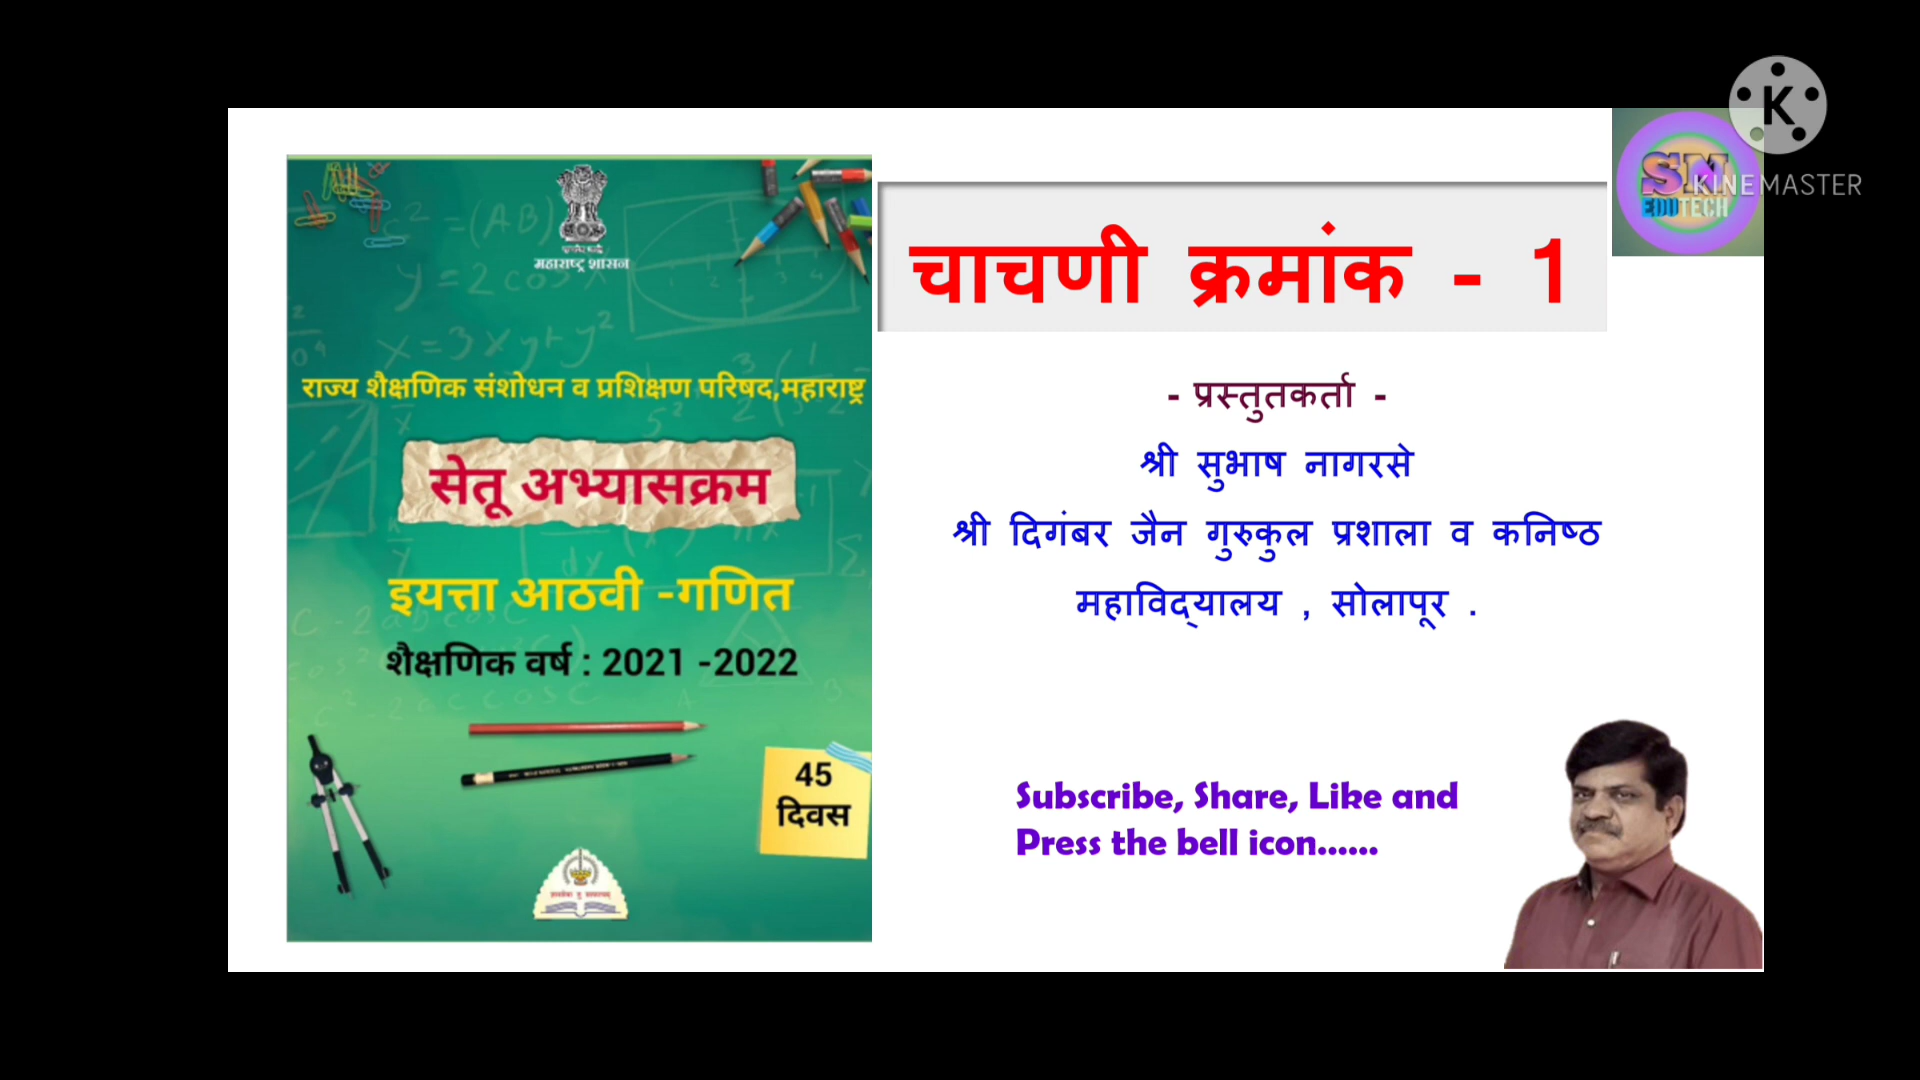 महाराष्ट्र शासन
राज्य शैक्षणिक संशोधन व प्रशिक्षण परिषद,महाराष्ट्र
सेतू अभ्यासक्रम
इयत्ता आठवी -गणित
शैक्षणिक वर्ष : 2021 -2022
45
दिवस
चाचणी क्रमांक - 1
- प्रस्तुतकर्ता -
श्री सुभाष नागरसे
श्री दिगंबर जैन गुरुकुल प्रशाला व कनिष्ठ
महाविद्यालय , सोलापूर .
Subscribe, Share, Like and
Press the bell icon......
SN
EDUTECH
K
KINEMASTER